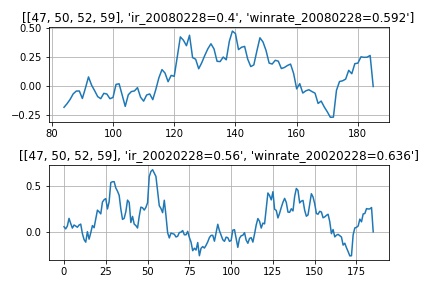 [[47, 50, 52, 59], 'ir_20080228=0.4', 'winrate_20080228=0.592']
0.50
0.25
0.00
−0.25
80 100 120 140 160 180
[[47, 50, 52, 59], 'ir_20020228=0.56', 'winrate_20020228=0.636']
0.5
0.0
0 25 50 75 100 125 150 175